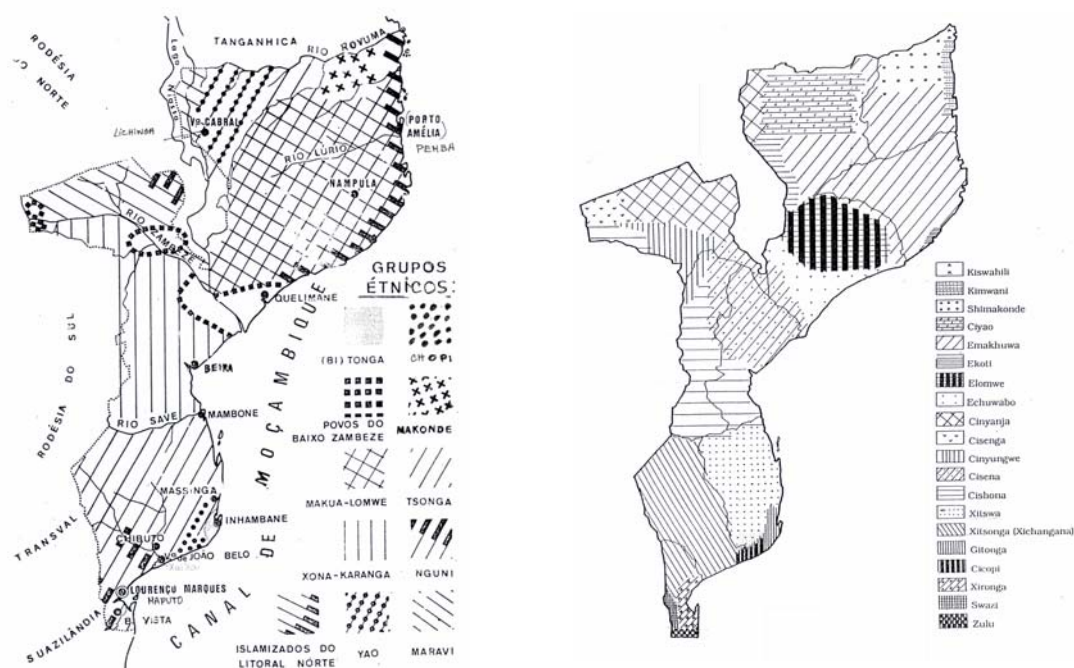 TANGANHICA
RIO ROVUMA
RODÉSIA
NORTE
Lago
Niassa
Vª CABRAL
Lichinga
RIO LÚRIO
PORTO
AMÉLIA
PEMBA
NAMPULA
RIO ZAMBEZE
QUELIMANE
BEIRA
RODÉSIA DO SUL
RIO SAVE
MAMBONE
CANAL DE MOÇAMBIQUE
MASSINGA
INHAMBANE
TRANSVAL
CHIBUTO
Vª de JOÃO BELO
LOURENÇO MARQUES
MAPUTO
B. VISTA
SUAZILÂNDIA
GRUPOS
ÉTNICOS:
(BI) TONGA
CHOPI
POVOS DO
BAIXO ZAMBEZE
MAKONDE
MAKUA-LOMWE
TSONGA
XONA-KARANGA
NGUNI
ISLAMIZADOS DO
LITORAL NORTE
YAO
MARAVI
Kiswahili
Kimwani
Shimakonde
Ciyao
Emakhuwa
Ekoti
Elomwe
Echuwabo
Cinyanja
Cisenga
Cinyungwe
Cisena
Cishona
Xitswa
Xitsonga (Xichangana)
Gitonga
Cicopi
Xironga
Swazi
Zulu